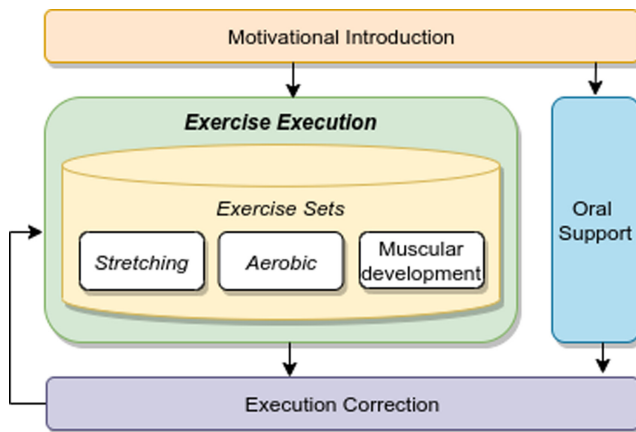 Motivational Introduction
Exercise Execution
Exercise Sets
Stretching
Aerobic
Muscular
development
Oral
Support
Execution Correction